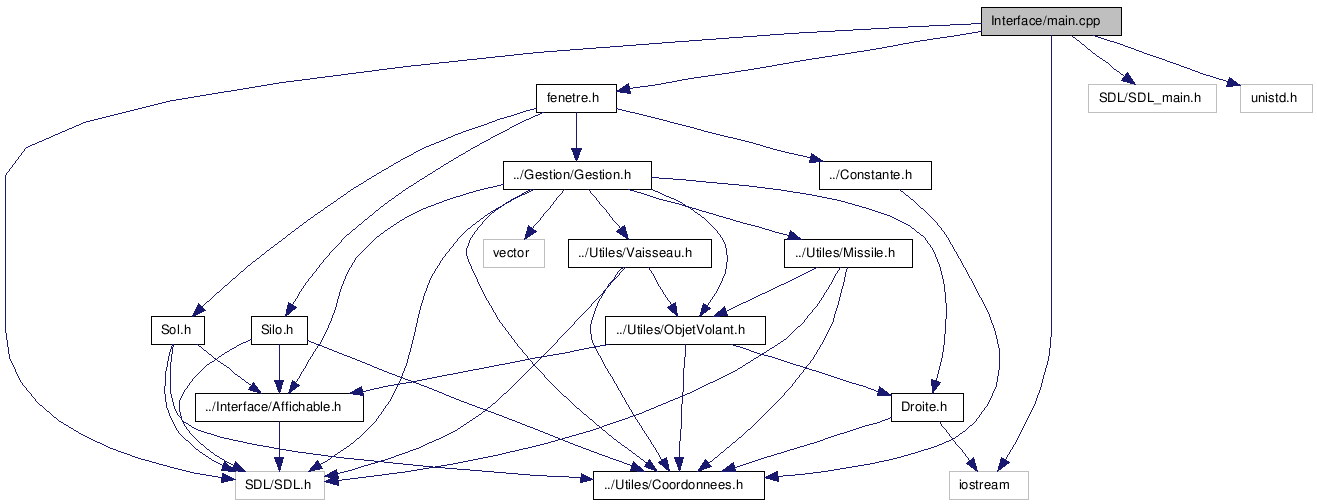 Interface/main.cpp
fenetre.h
SDL/SDL_main.h
unistd.h
../Gestion/Gestion.h
../Constante.h
vector
../Utiles/Vaisseau.h
../Utiles/Missile.h
Sol.h
Silo.h
../Utiles/ObjetVolant.h
../Interface/Affichable.h
Droite.h
SDL/SDL.h
../Utiles/Coordonnees.h
iostream